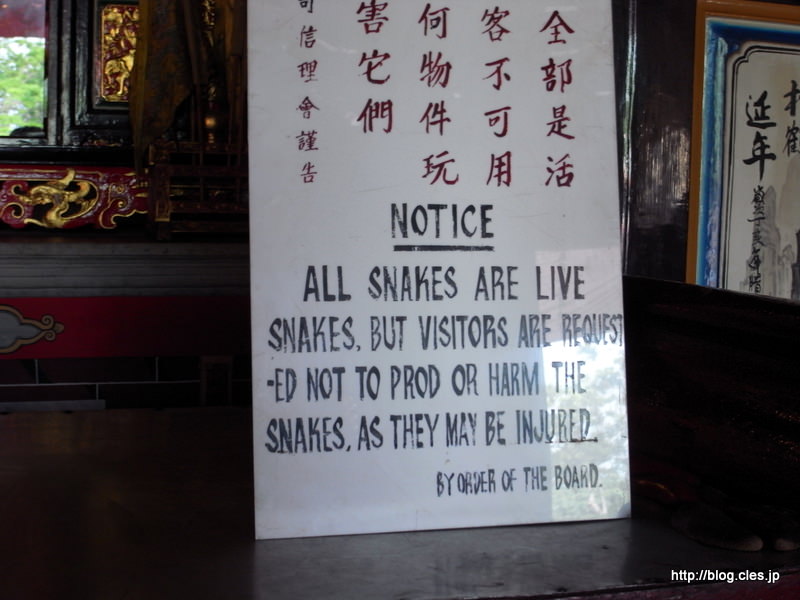 全部是活
客不可用
何物件玩
害它們
司信理會謹告
NOTICE
ALL SNAKES ARE LIVE
SNAKES, BUT VISITORS ARE REQUEST
-ED NOT TO PROD OR HARM THE
SNAKES, AS THEY MAY BE INJURED.
BY ORDER OF THE BOARD.
延年
http://blog.cles.jp